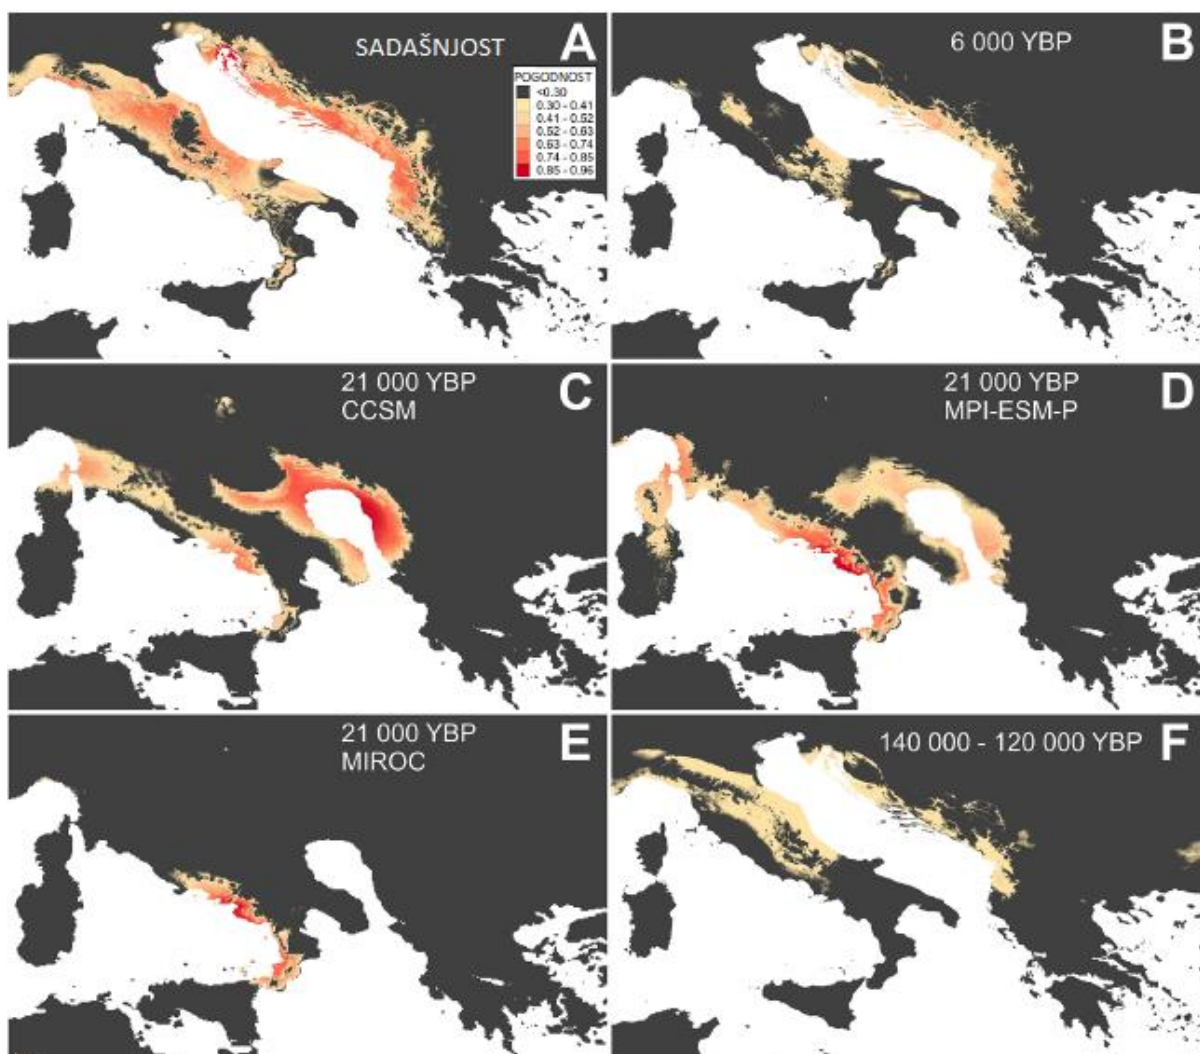 SADAŠNJOST
A
POGODNOST
<0.30
0.30 - 0.41
0.41 - 0.52
0.52 - 0.63
0.63 - 0.74
0.74 - 0.85
0.85 - 0.96
6 000 YBP
B
21 000 YBP
CCSM
C
21 000 YBP
MPI-ESM-P
D
21 000 YBP
MIROC
E
140 000 - 120 000 YBP
F